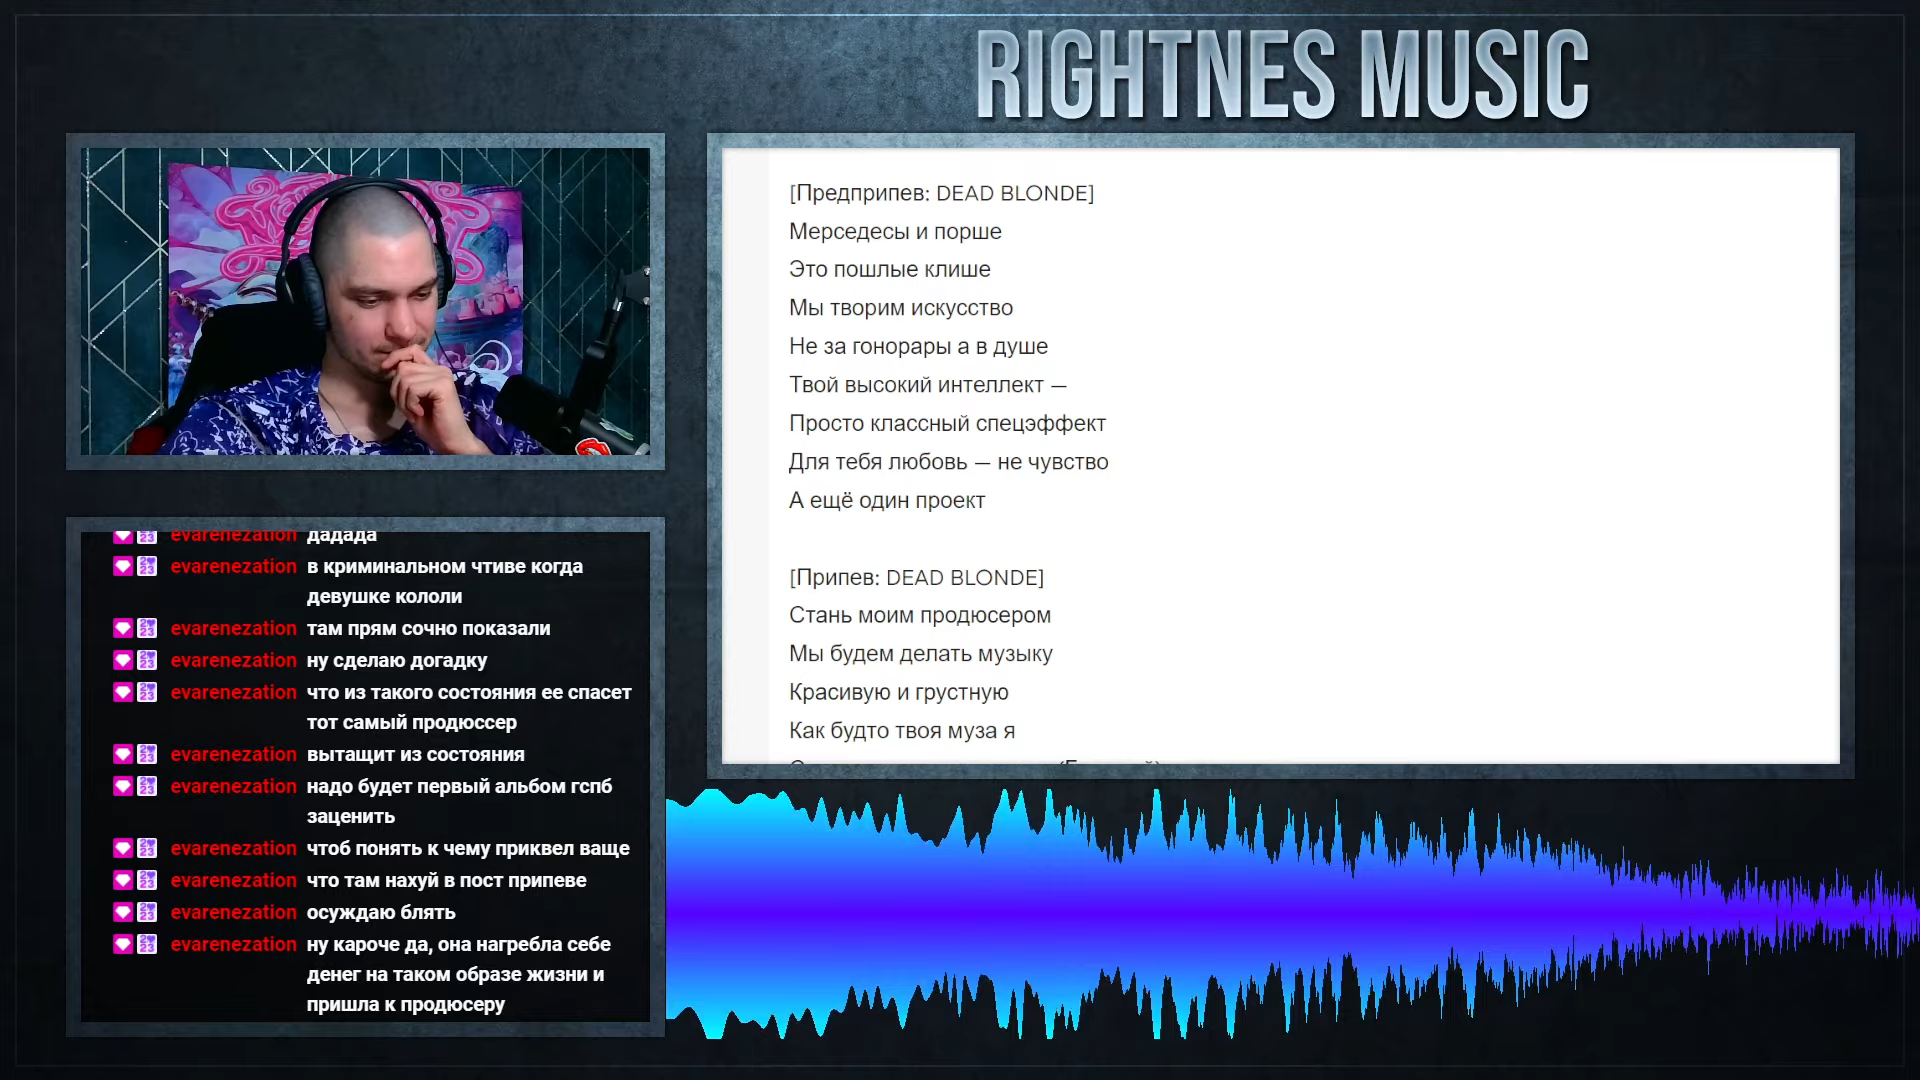 RIGHTNES MUSIC
[Предприпев: DEAD BLONDE]
Мерседесы и порше
Это пошлые клише
Мы творим искусство
Не за гонорары а в душе
Твой высокий интеллект —
Просто классный спецэффект
Для тебя любовь — не чувство
А ещё один проект
[Припев: DEAD BLONDE]
Стань моим продюсером
Мы будем делать музыку
Красивую и грустную
Как будто твоя муза я
evarenezation дадада
evarenezation в криминальном чтиве когда
девушке кололи
evarenezation там прям сочно показали
evarenezation ну сделаю догадку
evarenezation что из такого состояния ее спасет
тот самый продюссер
evarenezation вытащит из состояния
evarenezation надо будет первый альбом гспб
заценить
evarenezation чтоб понять к чему приквел ваще
evarenezation что там нахуй в пост припеве
evarenezation осуждаю блять
evarenezation ну кароче да, она нагребла себе
денег на таком образе жизни и
пришла к продюсеру